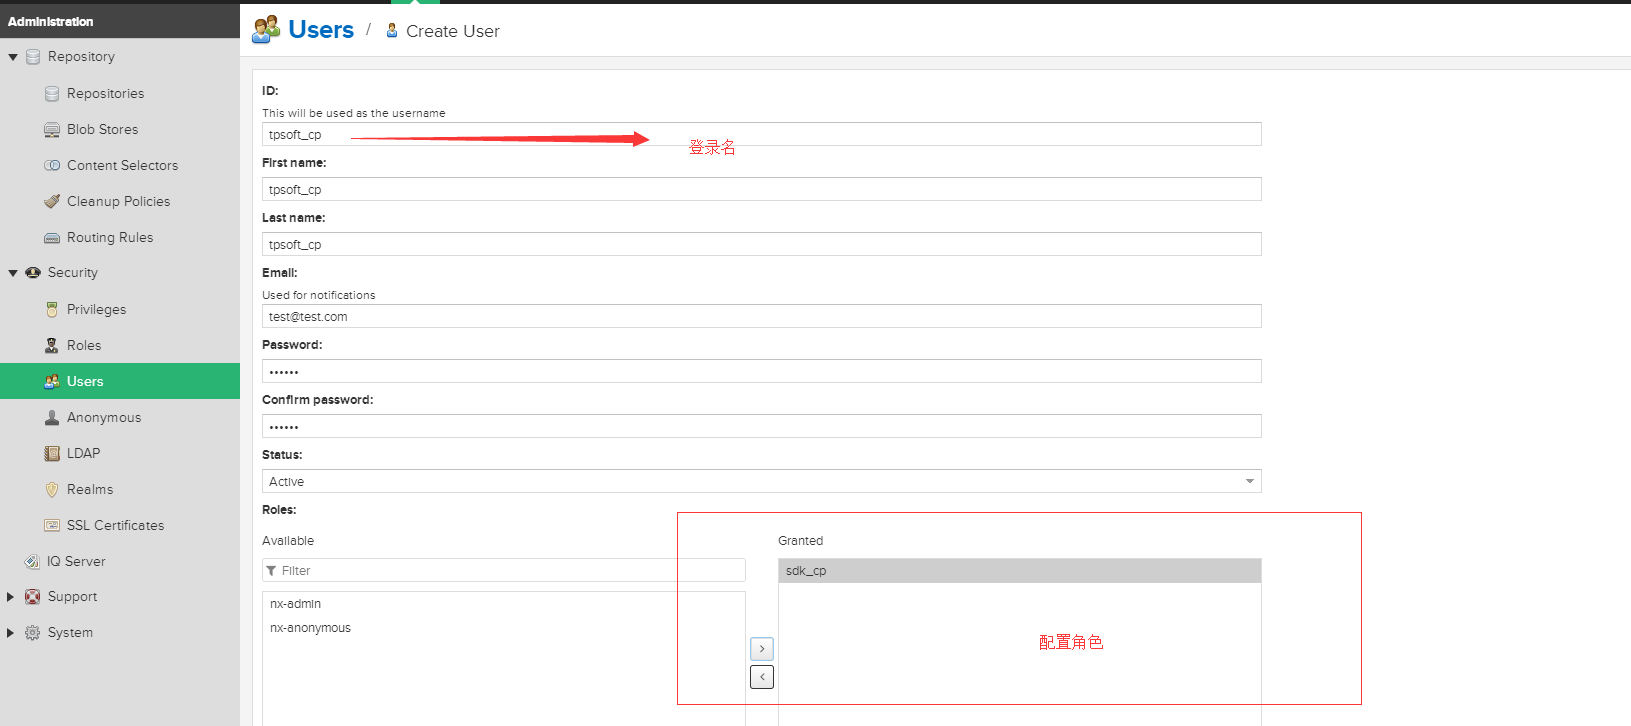 Administration
Repository
Repositories
Blob Stores
Content Selectors
Cleanup Policies
Routing Rules
Security
Privileges
Roles
Users
Anonymous
LDAP
Realms
SSL Certificates
IQ Server
Support
System
Users / Create User
ID:
This will be used as the username
tpsoft_cp
登录名
First name:
tpsoft_cp
Last name:
tpsoft_cp
Email:
Used for notifications
test@test.com
Password:
••••••
Confirm password:
••••••
Status:
Active
Roles:
Available
Filter
nx-admin
nx-anonymous
Granted
sdk_cp
配置角色